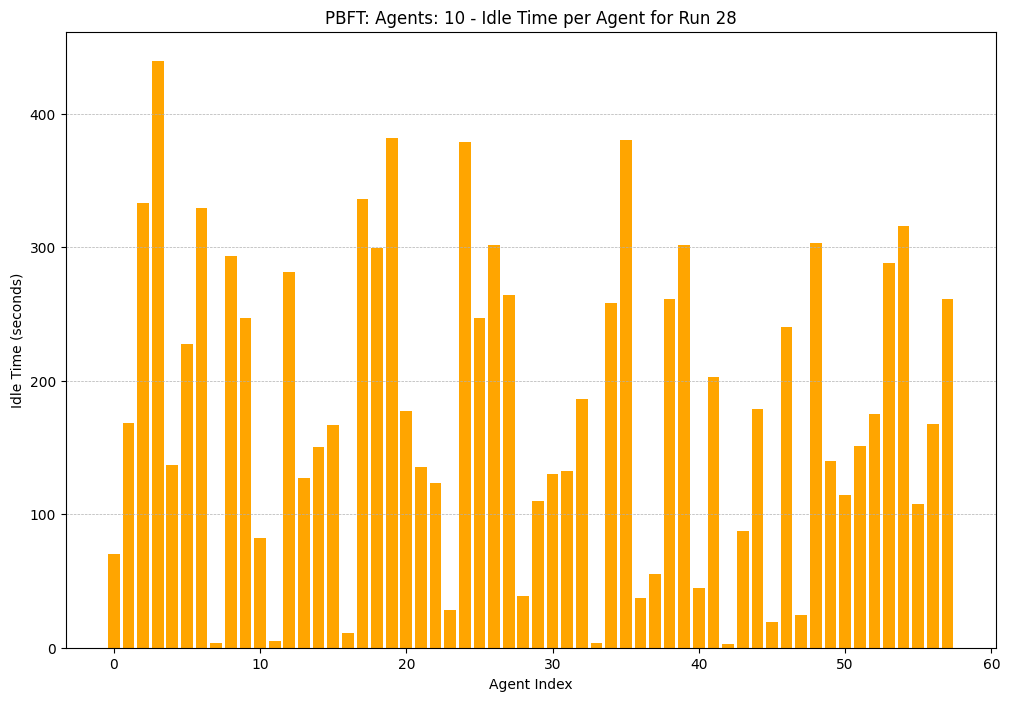 PBFT: Agents: 10 - Idle Time per Agent for Run 28
Idle Time (seconds)
400
300
200
100
0
0 10 20 30 40 50 60
Agent Index